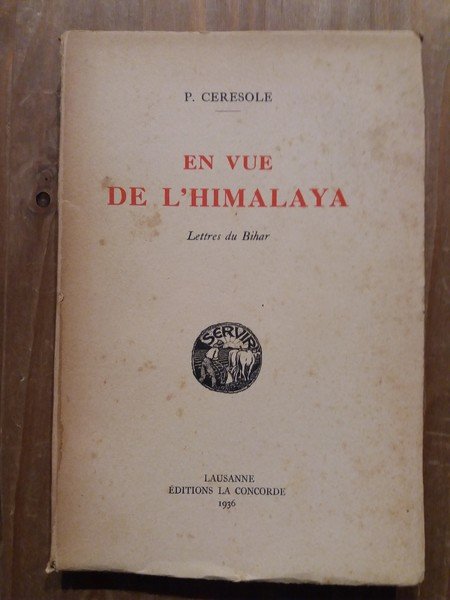 P. CERESOLE
EN VUE
DE L'HIMALAYA
Lettres du Bihar
SERVIR
LAUSANNE
ÉDITIONS LA CONCORDE
1936